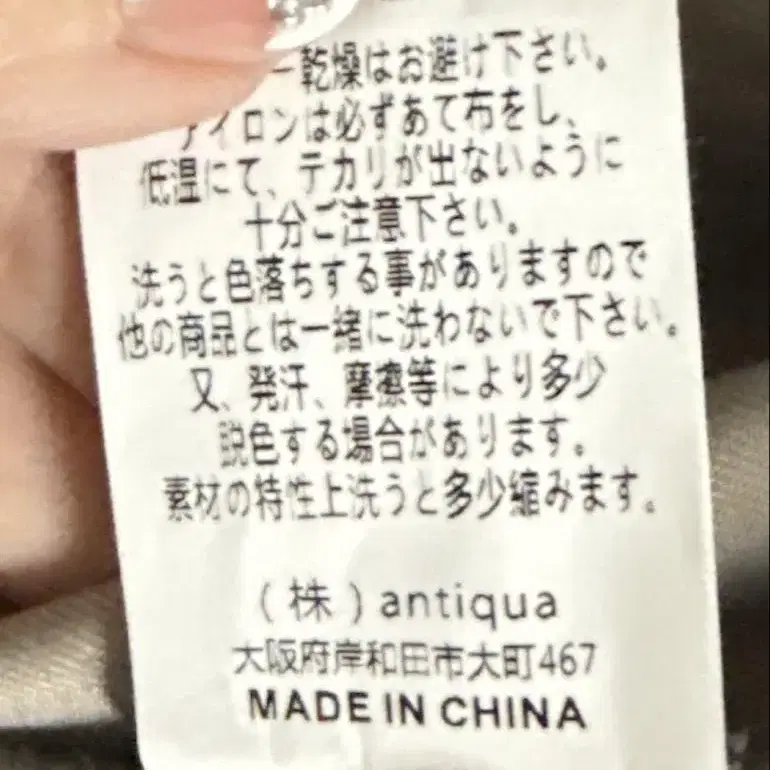 ー乾燥はお避け下さい。
アイロンは必ずあて布をし、
低温にて、テカリが出ないように
十分ご注意下さい。
洗うと色落ちする事がありますので
他の商品とは一緒に洗わないで下さい。
又、発汗、摩擦等により多少
脱色する場合があります。
素材の特性上洗うと多少縮みます。
(株)antiqua
大阪府岸和田市大町467
MADE IN CHINA